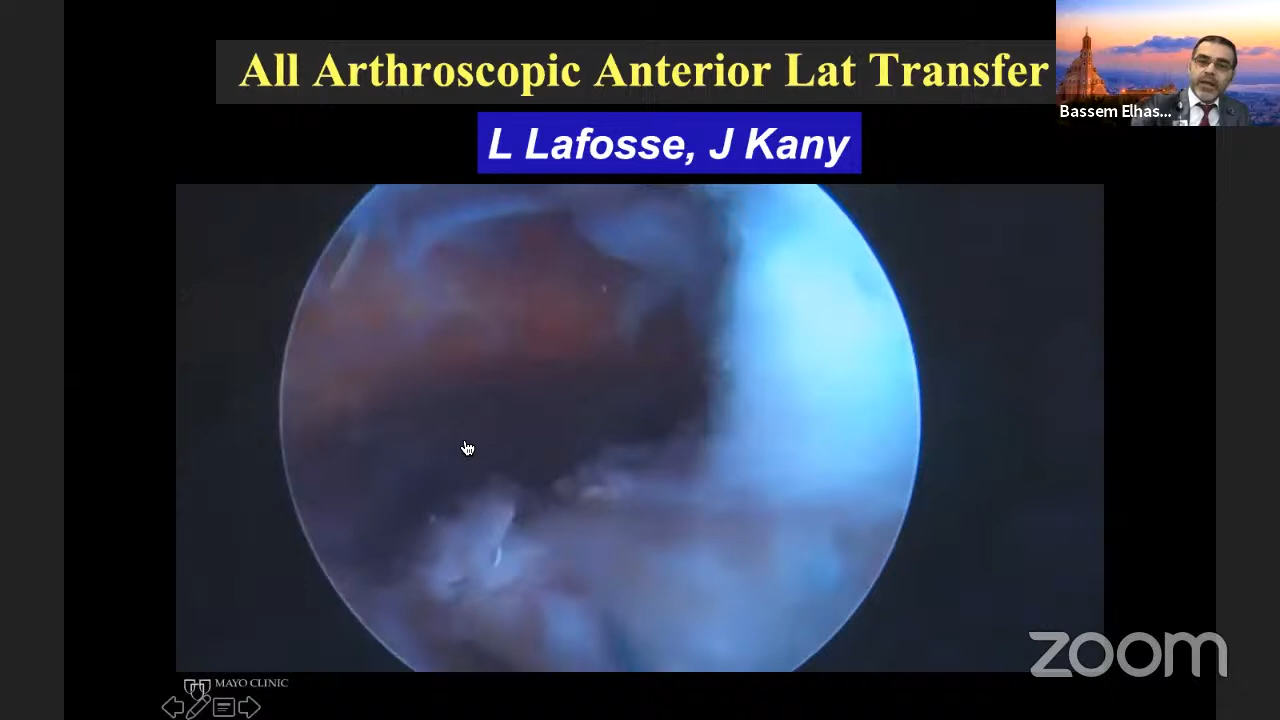 All Arthroscopic Anterior Lat Transfer
Bassem Elhas...
L Lafosse, J Kany
zoom
MAYO CLINIC